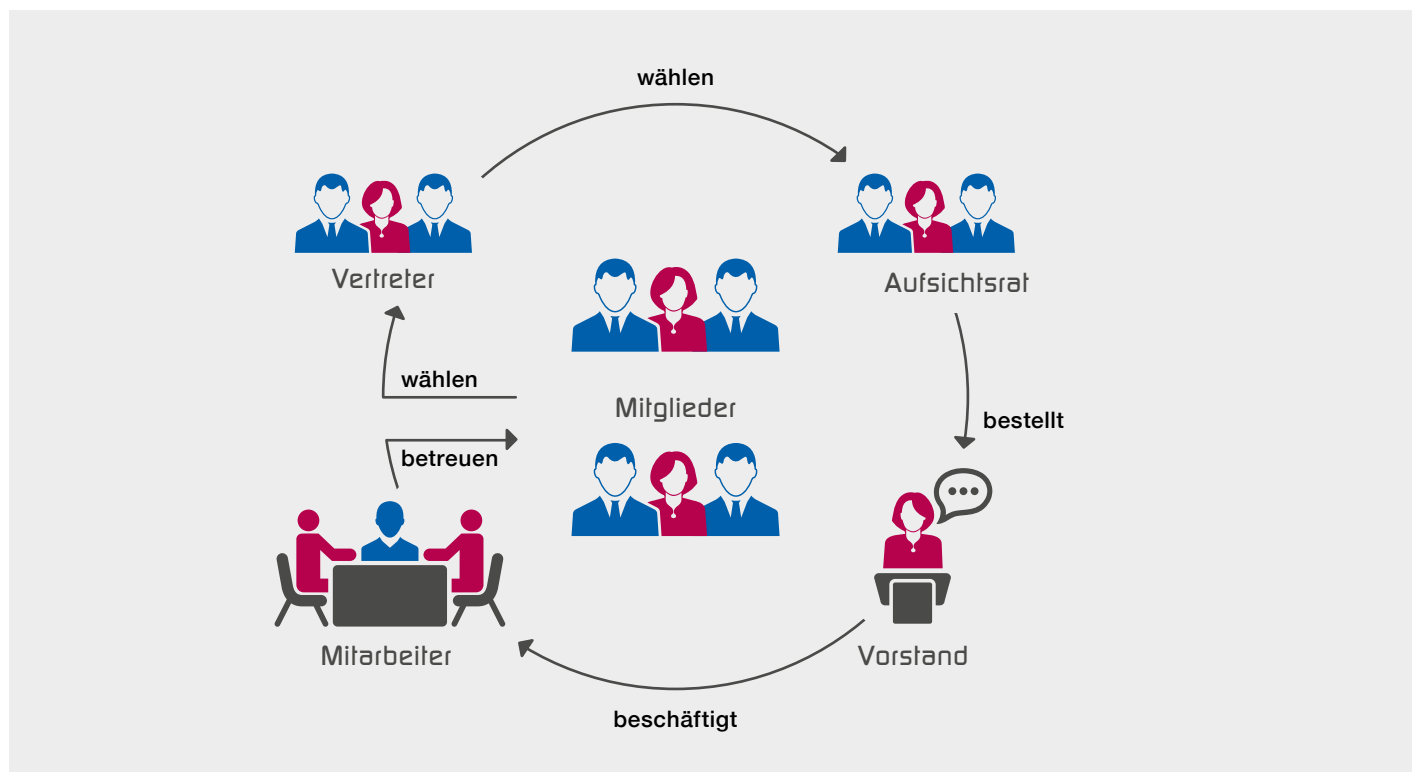 wählen
Vertreter
Aufsichtsrat
wählen
Mitglieder
bestellt
betreuen
Mitarbeiter
Vorstand
beschäftigt